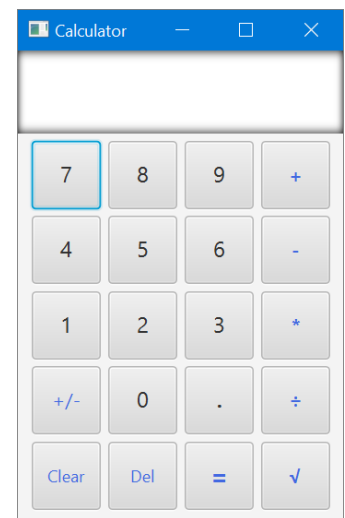 Calculator
7 8 9 +
4 5 6 -
1 2 3 *
+/- 0 . ÷
Clear Del = √